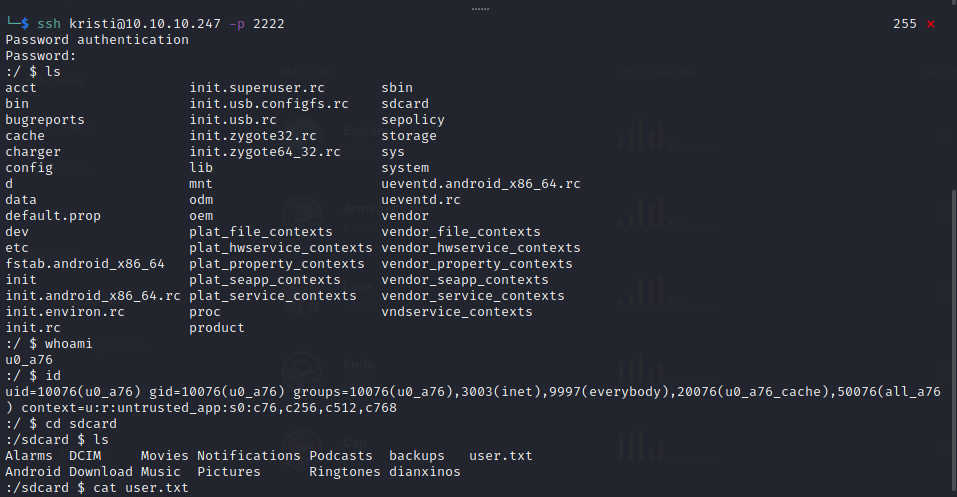 └─$ ssh kristi@10.10.10.247 -p 2222 255 ⨯
Password authentication
Password:
:/ $ ls
acct init.superuser.rc sbin
bin init.usb.configfs.rc sdcard
bugreports init.usb.rc sepolicy
cache init.zygote32.rc storage
charger init.zygote64_32.rc sys
config lib system
d mnt ueventd.android_x86_64.rc
data odm ueventd.rc
default.prop oem vendor
dev plat_file_contexts vendor_file_contexts
etc plat_hwservice_contexts vendor_hwservice_contexts
fstab.android_x86_64 plat_property_contexts vendor_property_contexts
init plat_seapp_contexts vendor_seapp_contexts
init.android_x86_64.rc plat_service_contexts vendor_service_contexts
init.environ.rc proc vndservice_contexts
init.rc product
:/ $ whoami
u0_a76
:/ $ id
uid=10076(u0_a76) gid=10076(u0_a76) groups=10076(u0_a76),3003(inet),9997(everybody),20076(u0_a76_cache),50076(all_a76
) context=u:r:untrusted_app:s0:c76,c256,c512,c768
:/ $ cd sdcard
:/sdcard $ ls
Alarms DCIM Movies Notifications Podcasts backups user.txt
Android Download Music Pictures Ringtones dianxinos
:/sdcard $ cat user.txt